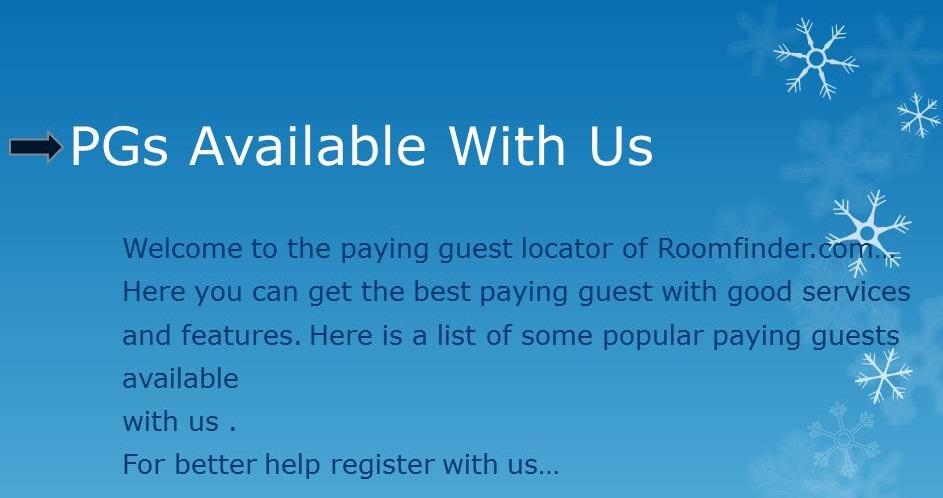 PGs Available With Us
Welcome to the paying guest locator of Roomfinder.com...
Here you can get the best paying guest with good services
and features. Here is a list of some popular paying guests
available
with us .
For better help register with us...